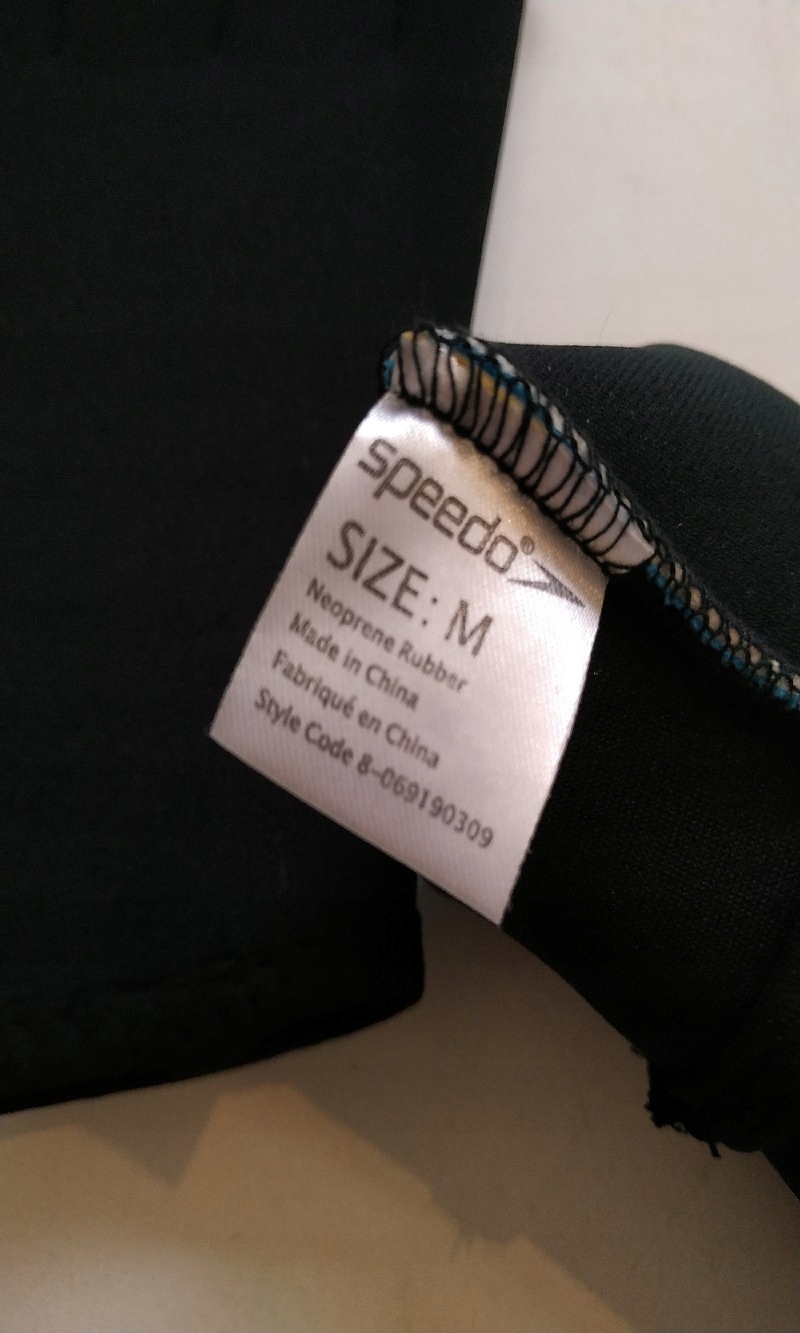 speedo®
SIZE: M
Neoprene Rubber
Made in China
Fabriqué en China
Style Code 8-069190309